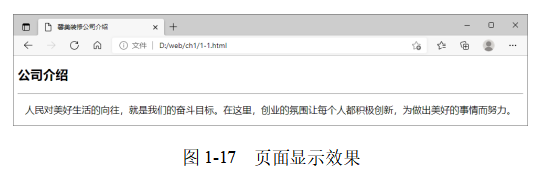 馨美装修公司介绍
文件 | D:/web/ch1/1-1.html
公司介绍
人民对美好生活的向往，就是我们的奋斗目标。在这里，创业的氛围让每个人都积极创新，为做出美好的事情而努力。
图 1-17 页面显示效果